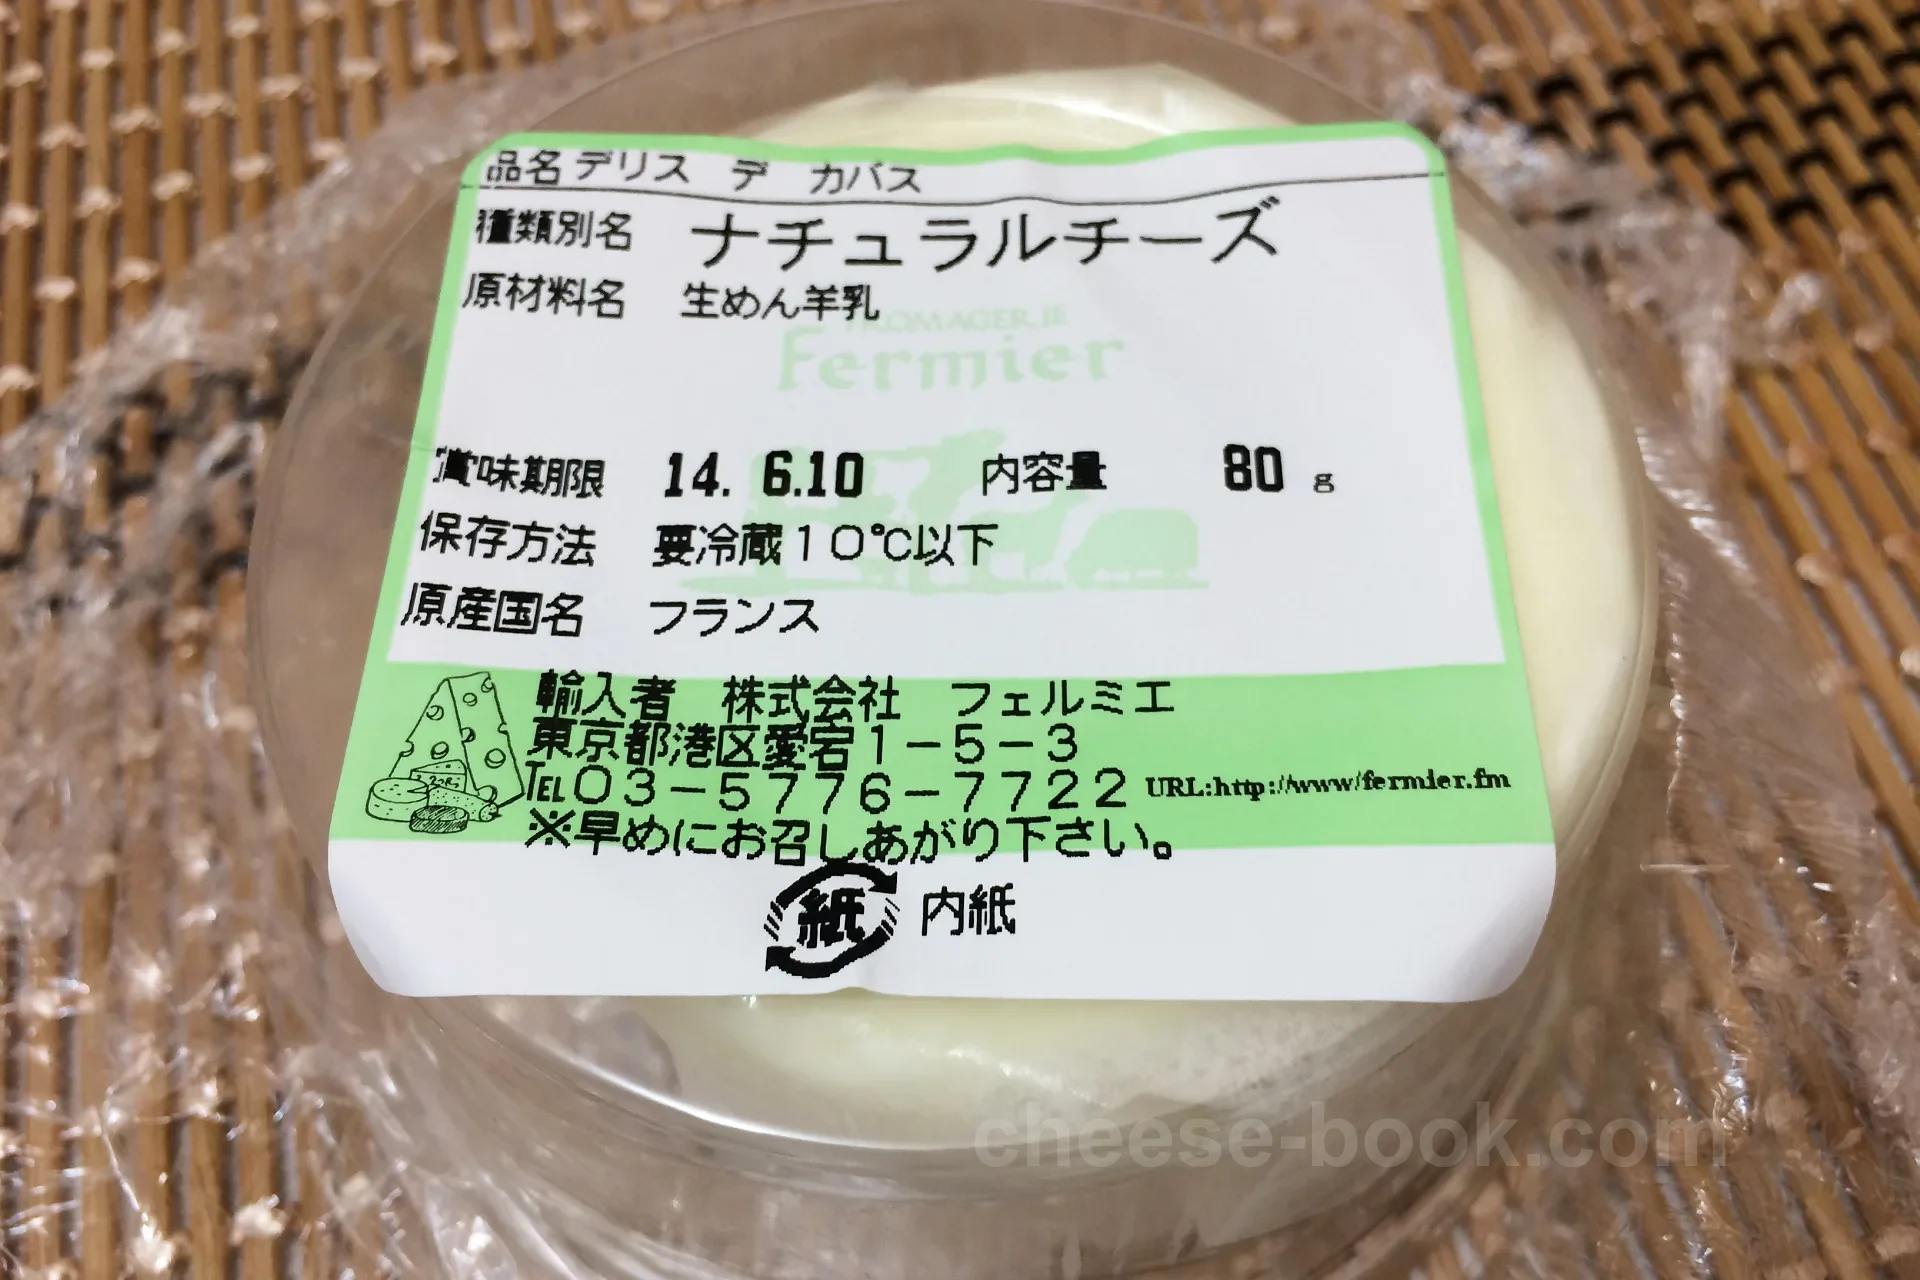 品名 デリス デ カバス
種類別名 ナチュラルチーズ
原材料名 生めん羊乳
FROMAGERIE
Fermier
賞味期限 14. 6.10 内容量 80 g
保存方法 要冷蔵10℃以下
原産国名 フランス
輸入者 株式会社 フェルミエ
東京都港区愛宕1-5-3
TEL03-5776-7722 URL:http://www/fermier.fm
※早めにお召しあがり下さい。
紙 内紙
cheese-book.com